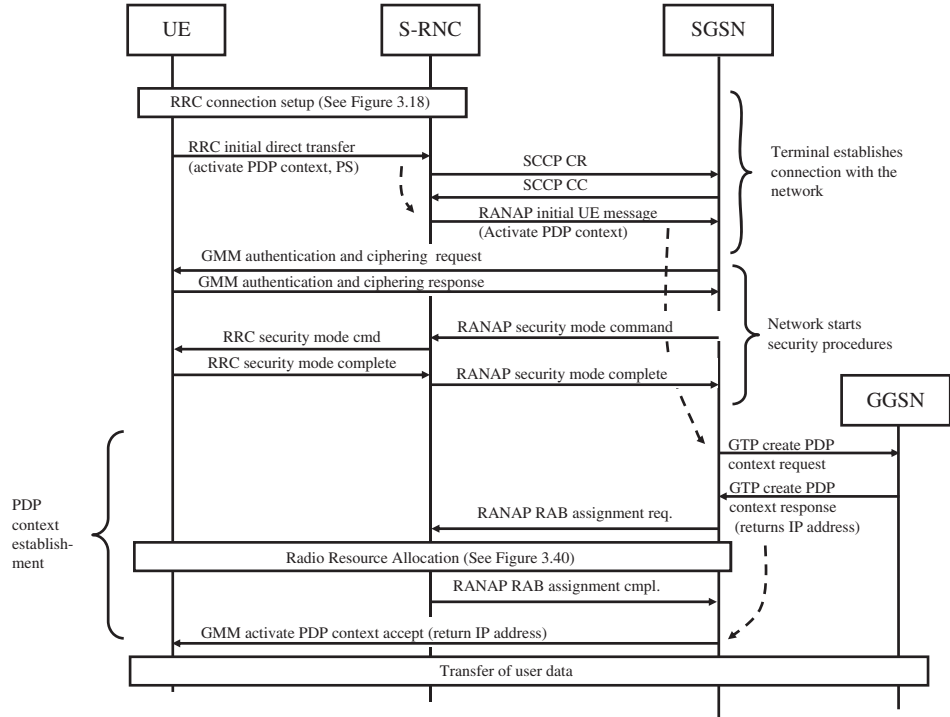 UE
S-RNC
SGSN
RRC connection setup (See Figure 3.18)
RRC initial direct transfer
(activate PDP context, PS)
SCCP CR
SCCP CC
RANAP initial UE message
(Activate PDP context)
Terminal establishes
connection with the
network
GMM authentication and ciphering request
GMM authentication and ciphering response
RANAP security mode command
RRC security mode cmd
RRC security mode complete
RANAP security mode complete
Network starts
security procedures
GGSN
GTP create PDP
context request
GTP create PDP
context response
(returns IP address)
PDP
context
establish-
ment
RANAP RAB assignment req.
Radio Resource Allocation (See Figure 3.40)
RANAP RAB assignment cmpl.
GMM activate PDP context accept (return IP address)
Transfer of user data